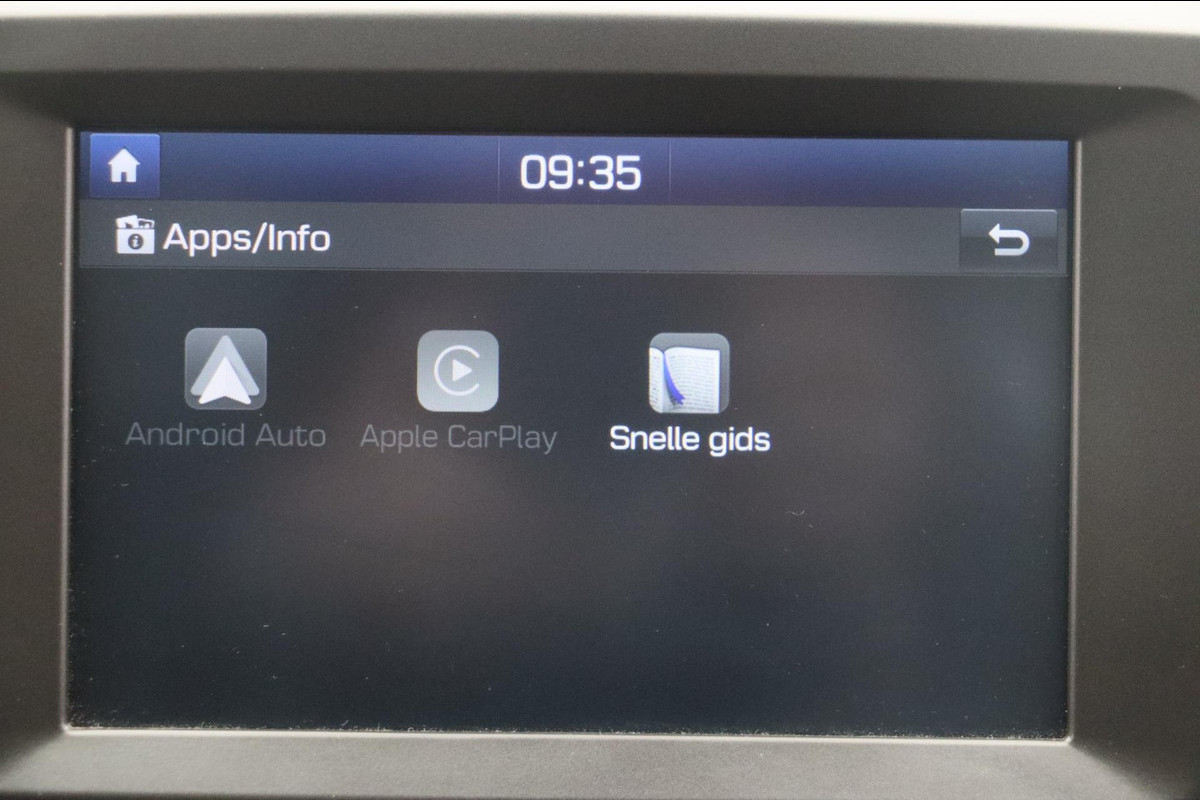 09:35
Apps/Info
Android Auto
Apple CarPlay
Snelle gids